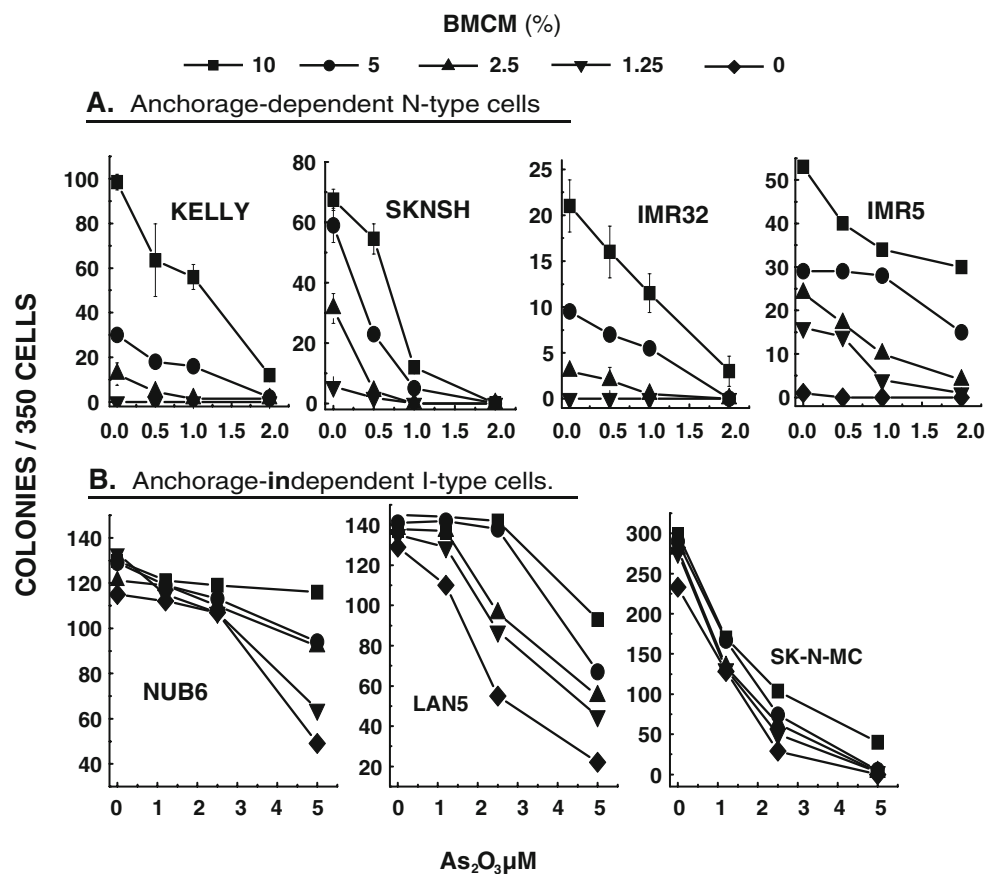 BMCM (%)
10 5 2.5 1.25 0
A. Anchorage-dependent N-type cells
COLONIES / 350 CELLS
KELLY
100
80
60
40
20
0
0.0 0.5 1.0 1.5 2.0
SKNSH
80
60
40
20
0
0.0 0.5 1.0 1.5 2.0
IMR32
25
20
15
10
5
0
0.0 0.5 1.0 1.5 2.0
IMR5
50
40
30
20
10
0
0.0 0.5 1.0 1.5 2.0
B. Anchorage-independent I-type cells.
NUB6
140
120
100
80
60
40
0 1 2 3 4 5
LAN5
140
120
100
80
60
40
20
0 1 2 3 4 5
SK-N-MC
300
250
200
150
100
50
0
0 1 2 3 4 5
As₂O₃µM